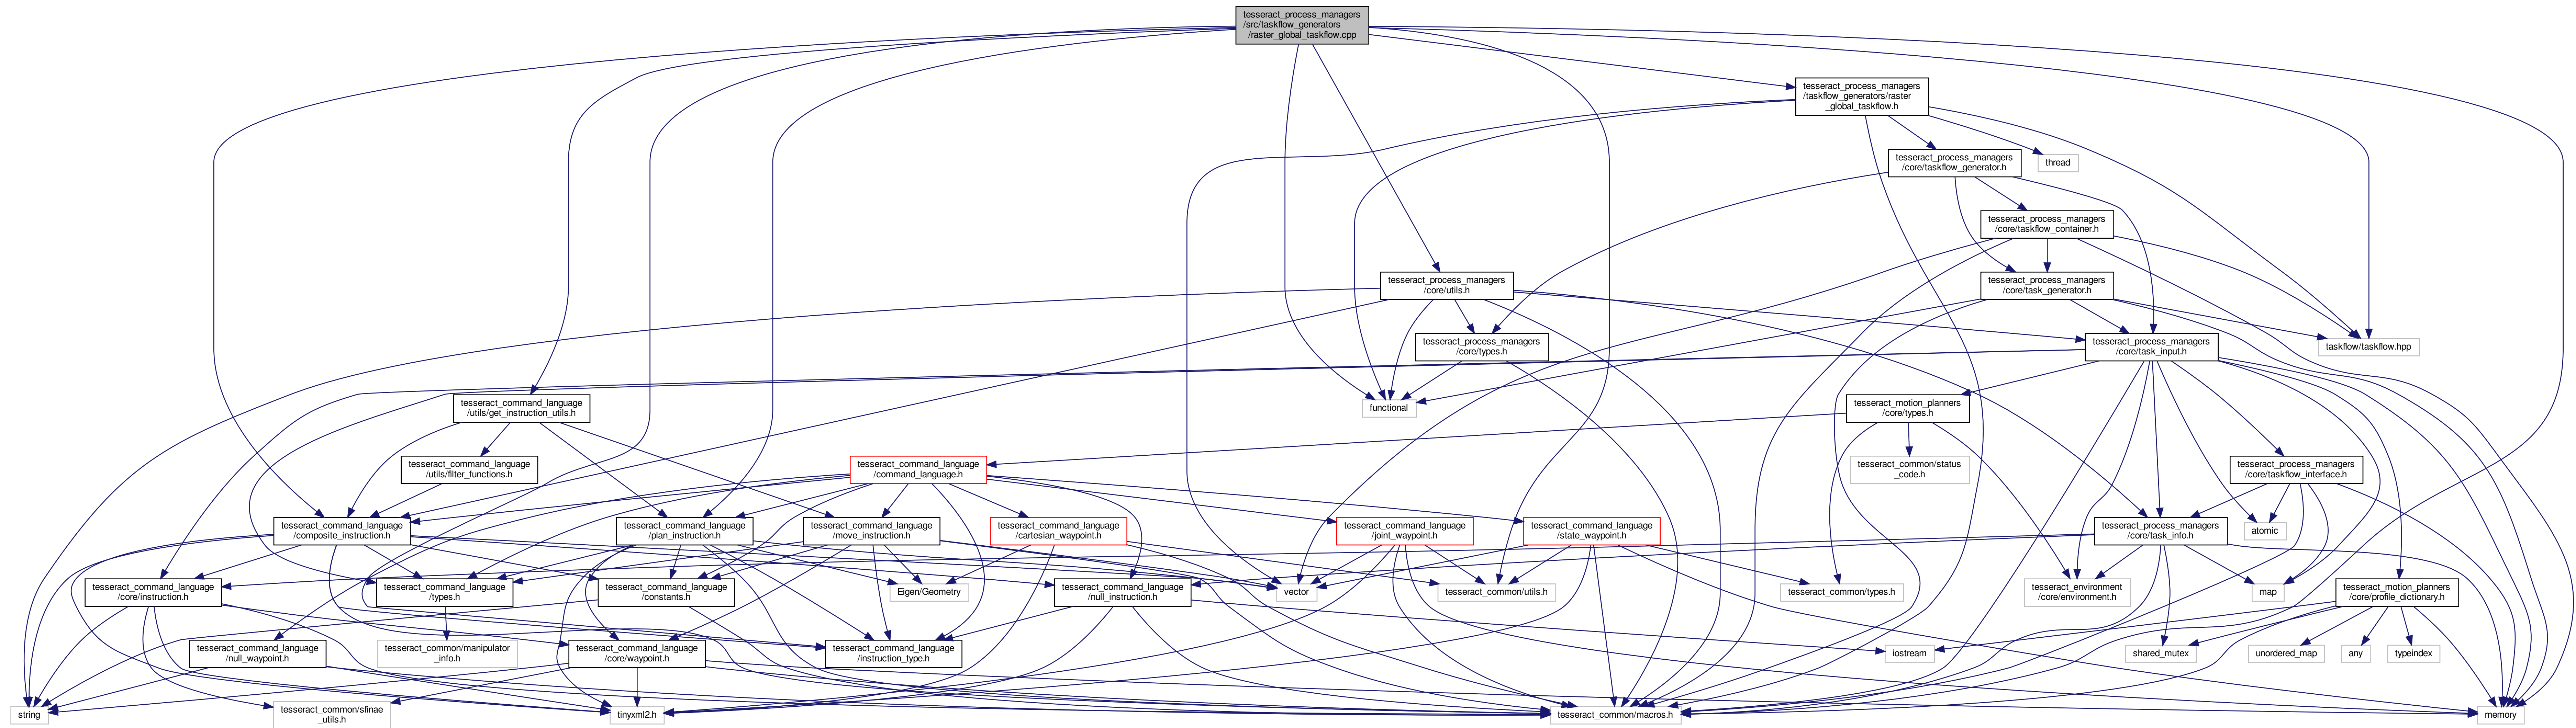 tesseract_process_managers
/src/taskflow_generators
/raster_global_taskflow.cpp
tesseract_process_managers
/taskflow_generators/raster
_global_taskflow.h
tesseract_process_managers
/core/taskflow_generator.h
thread
tesseract_process_managers
/core/taskflow_container.h
tesseract_process_managers
/core/utils.h
tesseract_process_managers
/core/task_generator.h
tesseract_process_managers
/core/types.h
tesseract_process_managers
/core/task_input.h
taskflow/taskflow.hpp
tesseract_command_language
/utils/get_instruction_utils.h
functional
tesseract_motion_planners
/core/types.h
tesseract_command_language
/utils/filter_functions.h
tesseract_command_language
/command_language.h
tesseract_common/status
_code.h
tesseract_process_managers
/core/taskflow_interface.h
tesseract_command_language
/composite_instruction.h
tesseract_command_language
/plan_instruction.h
tesseract_command_language
/move_instruction.h
tesseract_command_language
/cartesian_waypoint.h
tesseract_command_language
/joint_waypoint.h
tesseract_command_language
/state_waypoint.h
tesseract_process_managers
/core/task_info.h
atomic
tesseract_command_language
/core/instruction.h
tesseract_command_language
/types.h
tesseract_command_language
/constants.h
Eigen/Geometry
tesseract_command_language
/null_instruction.h
vector
tesseract_common/utils.h
tesseract_common/types.h
tesseract_environment
/core/environment.h
map
tesseract_motion_planners
/core/profile_dictionary.h
tesseract_command_language
/null_waypoint.h
tesseract_common/manipulator
_info.h
tesseract_command_language
/core/waypoint.h
tesseract_command_language
/instruction_type.h
iostream
shared_mutex
unordered_map
any
typeindex
string
tesseract_common/sfinae
_utils.h
tinyxml2.h
tesseract_common/macros.h
memory